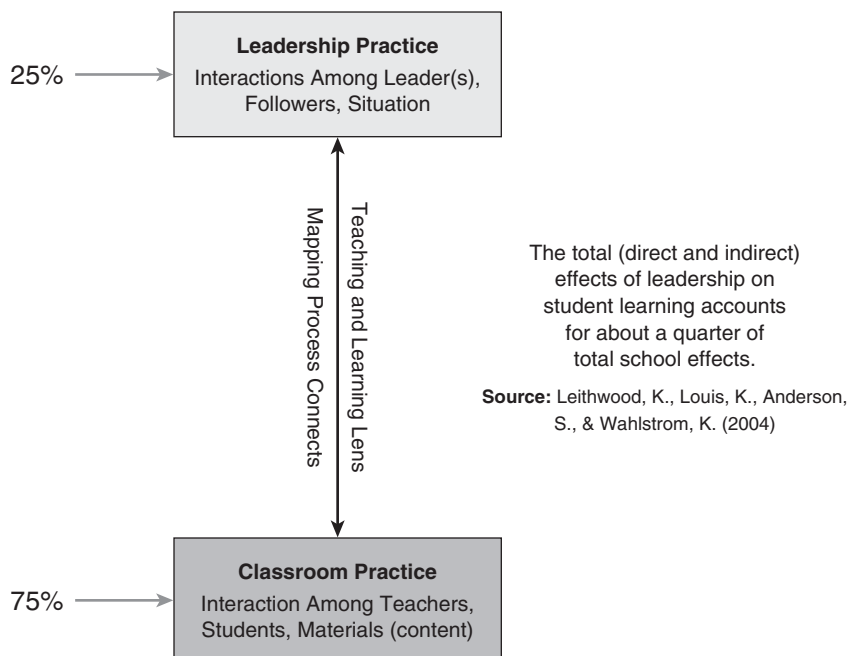 Leadership Practice
25%
Interactions Among Leader(s),
Followers, Situation
Teaching and Learning Lens
Mapping Process Connects
The total (direct and indirect)
effects of leadership on
student learning accounts
for about a quarter of
total school effects.
Source: Leithwood, K., Louis, K., Anderson,
S., & Wahlstrom, K. (2004)
Classroom Practice
75%
Interaction Among Teachers,
Students, Materials (content)